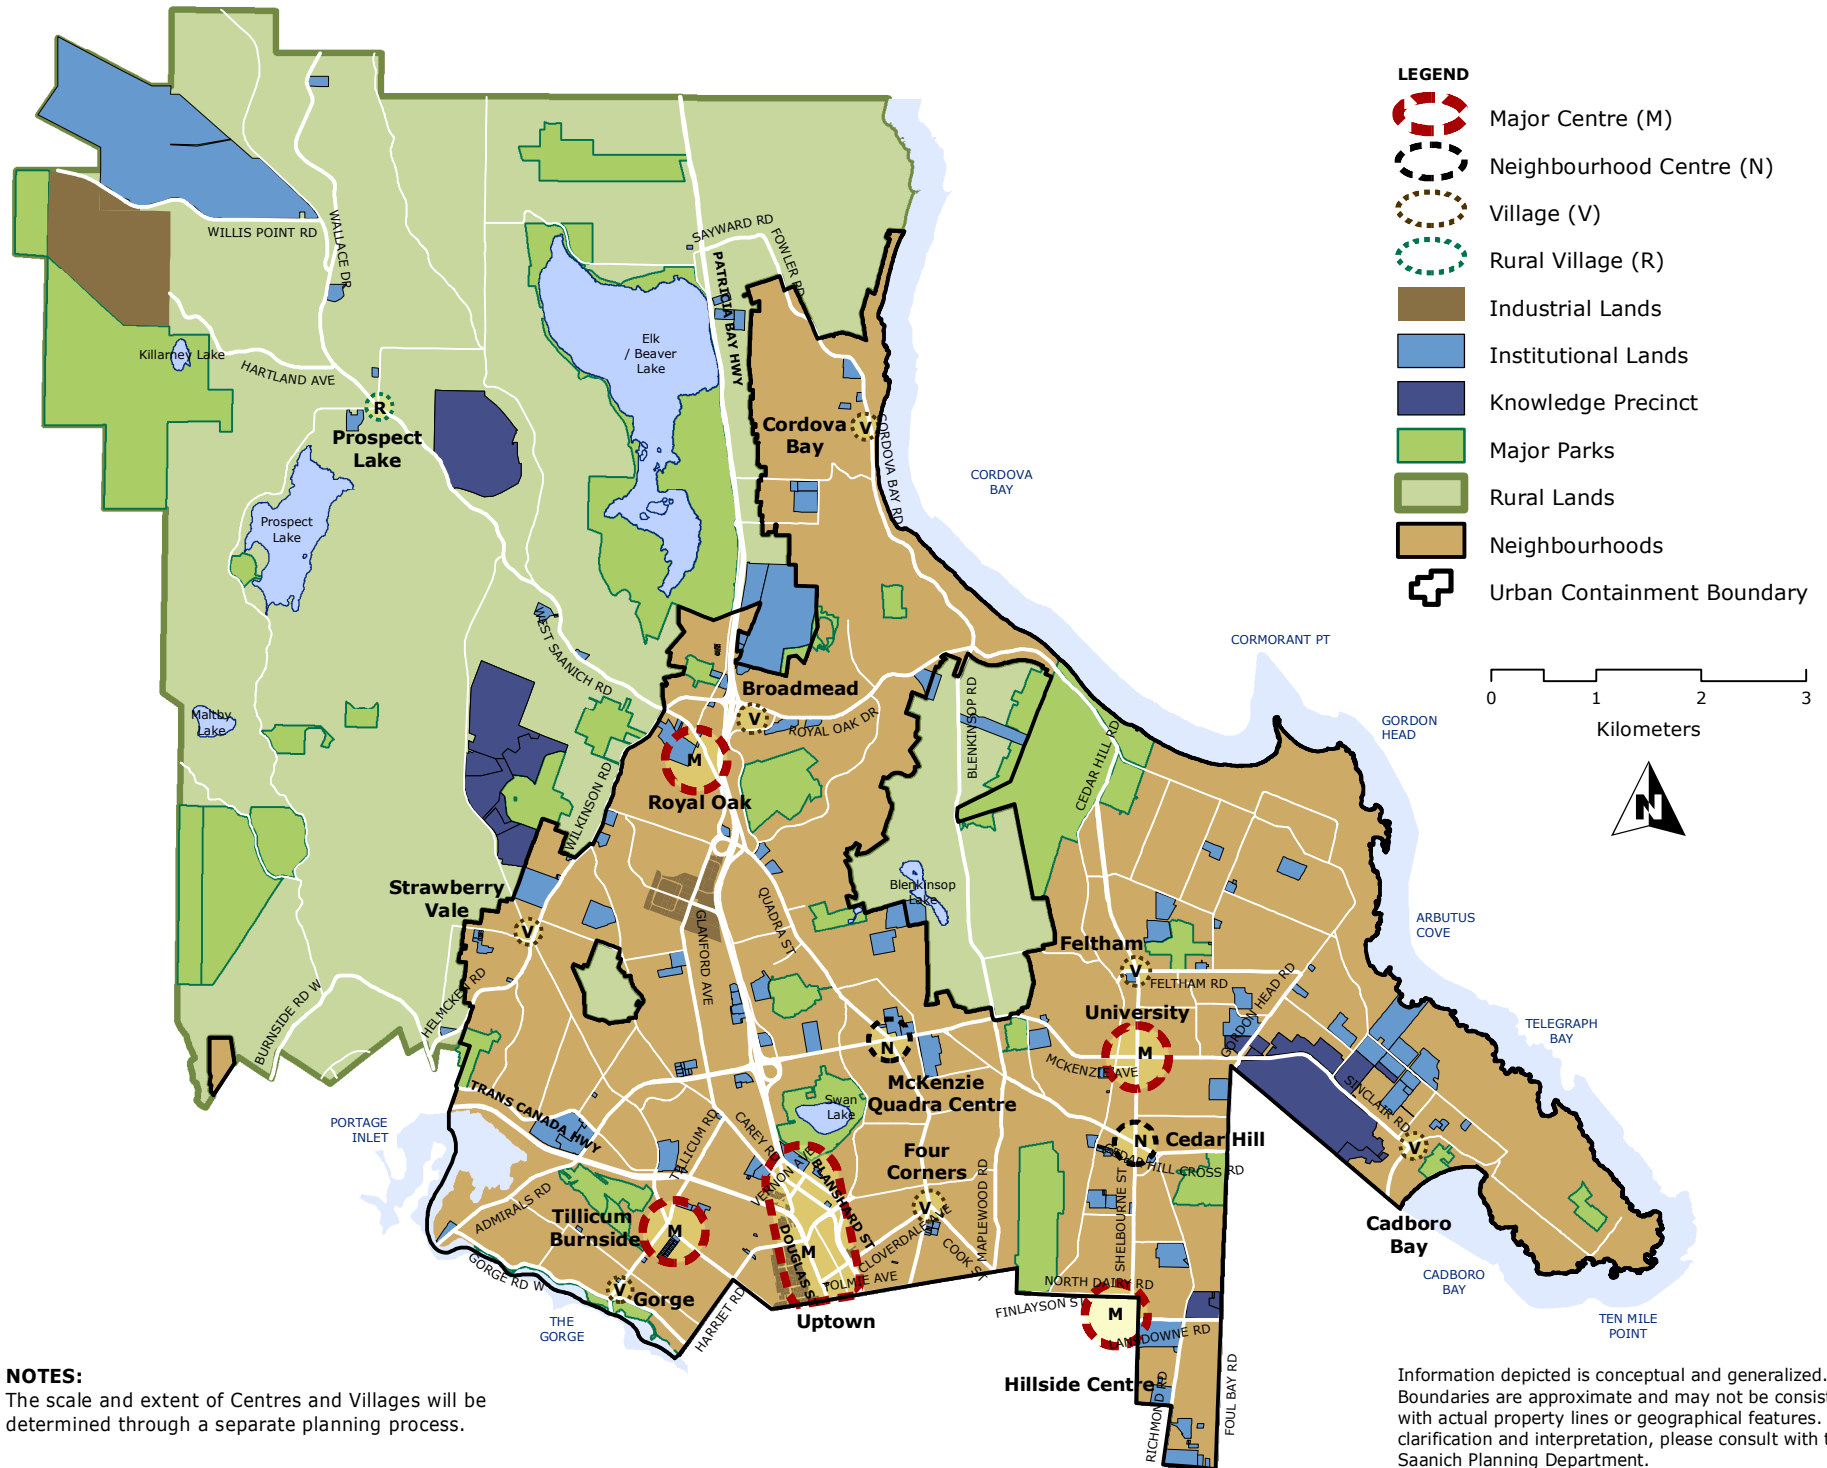 LEGEND
Major Centre (M)
Neighbourhood Centre (N)
Village (V)
Rural Village (R)
Industrial Lands
Institutional Lands
Knowledge Precinct
Major Parks
Rural Lands
Neighbourhoods
Urban Containment Boundary
0 1 2 3
Kilometers
N
WILLIS POINT RD
WALLACE DR
SAYWARD RD
FOWLER RD
PATRICIA BAY HWY
Killarney Lake
HARTLAND AVE
Elk
/ Beaver
Lake
R
Prospect
Lake
Cordova
Bay
V
CORDOVA BAY RD
CORDOVA
BAY
Prospect
Lake
WEST SAANICH RD
CORMORANT PT
GORDON
HEAD
Maltby
Lake
Broadmead
V
ROYAL OAK DR
BLENKINSOP RD
CEDAR HILL RD
M
Royal Oak
WILKINSON RD
Strawberry
Vale
V
Blenkinsop
Lake
QUADRA ST
GLANFORD AVE
ARBUTUS
COVE
Feltham
V
FELTHAM RD
GORDON HEAD RD
University
M
MCKENZIE AVE
TELEGRAPH
BAY
BURNSIDE RD W
HELMCKEN RD
N
McKenzie
Quadra Centre
SINCLAIR RD
TRANS CANADA HWY
PORTAGE
INLET
Swan
Lake
TILLICUM RD
CAREY RD
VERNON AVE
BLANSHARD ST
Four
Corners
V
N
Cedar Hill
CEDAR HILL CROSS RD
V
Cadboro
Bay
ADMIRALS RD
Tillicum
Burnside
M
M
DOUGLAS ST
CLOVERDALE AVE
COOK ST
MAPLEWOOD RD
SHELBOURNE ST
TOLMIE AVE
GORGE RD W
V
Gorge
THE
GORGE
HARRIET RD
Uptown
NORTH DAIRY RD
FINLAYSON ST
M
LANSDOWNE RD
Hillside Centre
RICHMOND RD
FOUL BAY RD
CADBORO
BAY
TEN MILE
POINT
NOTES:
The scale and extent of Centres and Villages will be
determined through a separate planning process.
Information depicted is conceptual and generalized.
Boundaries are approximate and may not be consist
with actual property lines or geographical features.
clarification and interpretation, please consult with t
Saanich Planning Department.